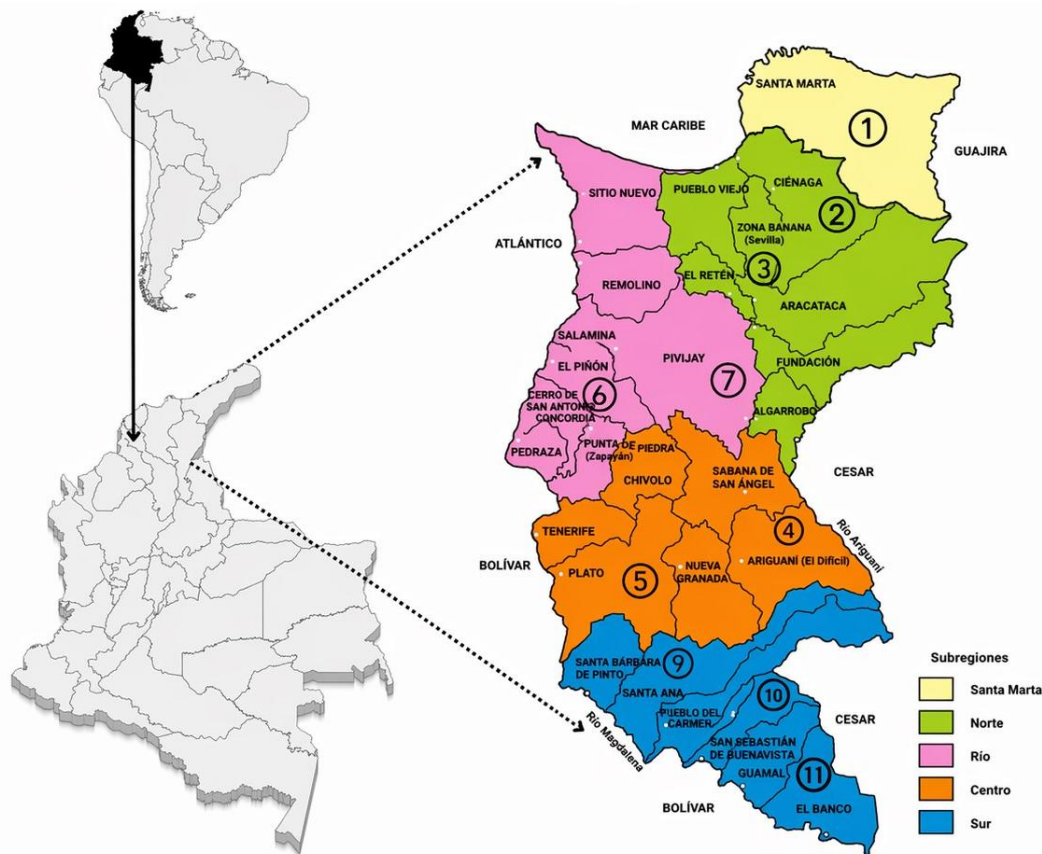 SANTA MARTA
1
MAR CARIBE
GUAJIRA
PUEBLO VIEJO
CIÉNAGA
SITIO NUEVO
2
ZONA BANANA
(Sevilla)
ATLÁNTICO
EL RETÉN
3
REMOLINO
ARACATACA
SALAMINA
PIVIJAY
EL PIÑÓN
FUNDACIÓN
7
6
CERRO DE
SAN ANTONIO
CONCORDIA
ALGARROBO
PEDRAZA
PUNTA DE
(Zapayán)
PIEDRA
CHIVOLO
SABANA DE
SAN ÁNGEL
CESAR
TENERIFE
4
Río Ariguaní
BOLÍVAR
PLATO
5
NUEVA
GRANADA
ARIGUANÍ (El Difícil)
SANTA BÁRBARA
DE PINTO
9
SANTA ANA
10
Río Magdalena
PUEBLO DEL
CARMER
CESAR
SAN SEBASTIÁN
DE BUENAVISTA
GUAMAL
11
BOLÍVAR
EL BANCO
Subregiones
Santa Marta
Norte
Río
Centro
Sur